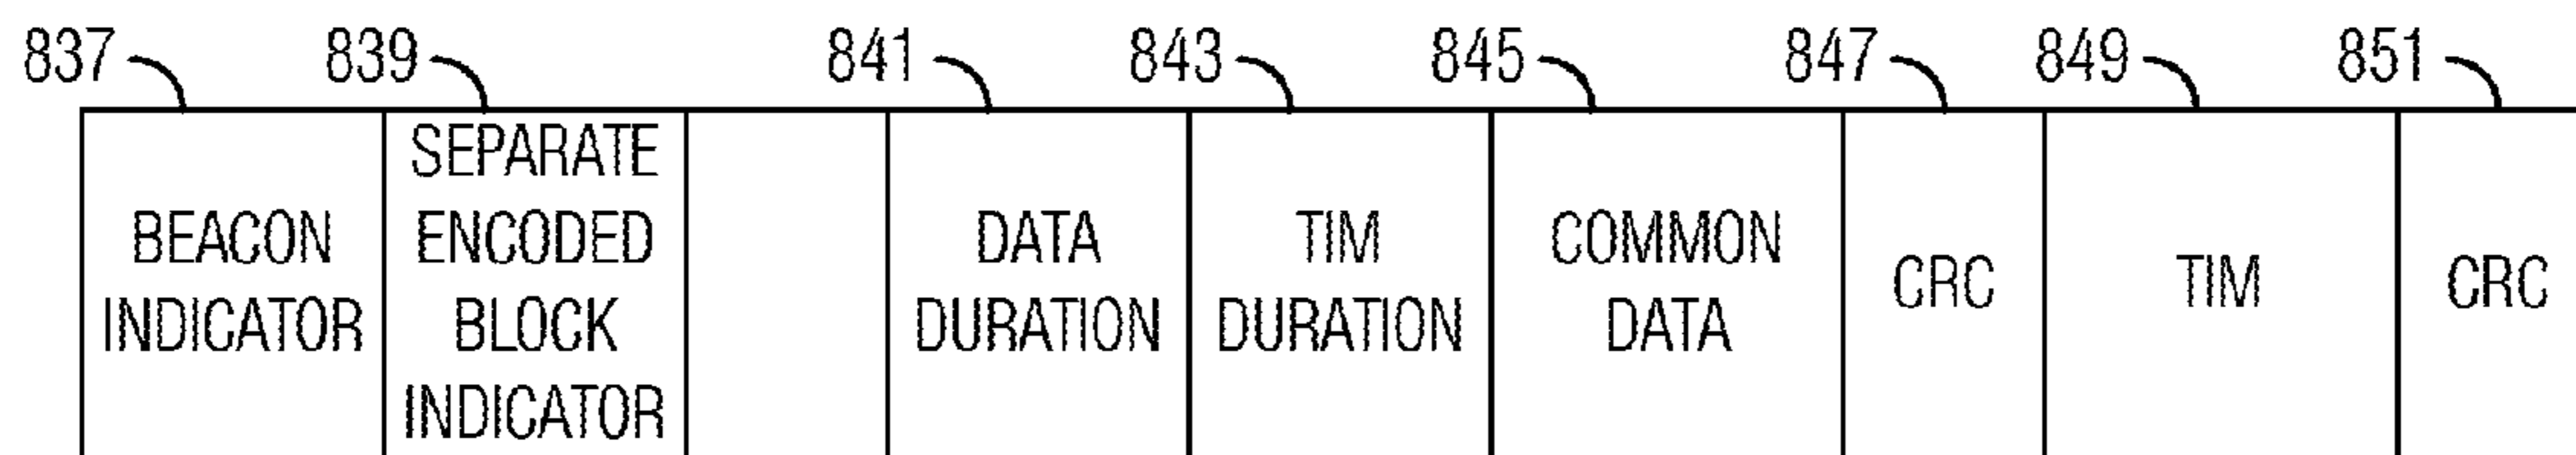 837 839 841 843 845 847 849 851
BEACON INDICATOR
SEPARATE ENCODED BLOCK INDICATOR
DATA DURATION
TIM DURATION
COMMON DATA
CRC
TIM
CRC